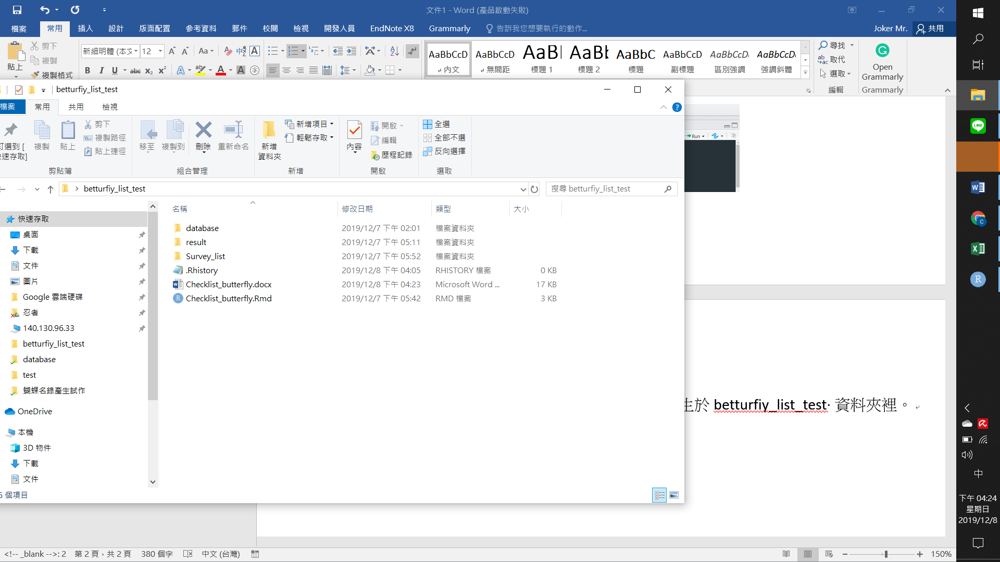 文件1 - Word (產品啟動失敗)
檔案 常用 插入 設計 版面配置 參考資料 郵件 校閱 檢視 開發人員 EndNote X8 Grammarly 告訴我您想要執行的動作... Joker Mr. 共用
剪下
複製
貼上 複製格式
新細明體 (本文 12 Aa
B I U abc X₂ X² A ab A A 字
AaBbCcD AaBbCcD AaBl AaBb AaBbC AaBbCcD AaBbCcD AaBbCcD
內文 無間距 標題 1 標題 2 標題 副標題 區別強調 強調斜體
尋找
取代
選取
編輯
Open
Grammarly
Grammarly
betturfiy_list_test
檔案 常用 共用 檢視
釘選到 [
快速存取]
複製
貼上
剪下
複製路徑
貼上捷徑
剪貼簿
移至 複製到 刪除 重新命名
組合管理
新增
資料夾
新增項目
輕鬆存取
新增
內容
開啟
編輯
歷程記錄
開啟
全選
全部不選
反向選擇
選取
Run
betturfiy_list_test
搜尋 betturfiy_list_test
名稱 修改日期 類型 大小
database 2019/12/7 下午 02:01 檔案資料夾
result 2019/12/7 下午 05:11 檔案資料夾
Survey_list 2019/12/7 下午 05:52 檔案資料夾
.Rhistory 2019/12/8 下午 04:05 RHISTORY 檔案 0 KB
Checklist_butterfly.docx 2019/12/8 下午 04:23 Microsoft Word ... 17 KB
Checklist_butterfly.Rmd 2019/12/7 下午 05:42 RMD 檔案 3 KB
快速存取
桌面
下載
文件
圖片
Google 雲端硬碟
忍者
140.130.96.33
betturfiy_list_test
database
test
蝴蝶名錄產生試作
OneDrive
本機
3D 物件
下載
文件
6 個項目
生於 betturfiy_list_test· 資料夾裡。
LINE
中
下午 04:24
星期日
2019/12/8
<!-- _blank -->: 2 第 2 頁，共 2 頁 380 個字 中文 (台灣) 150%